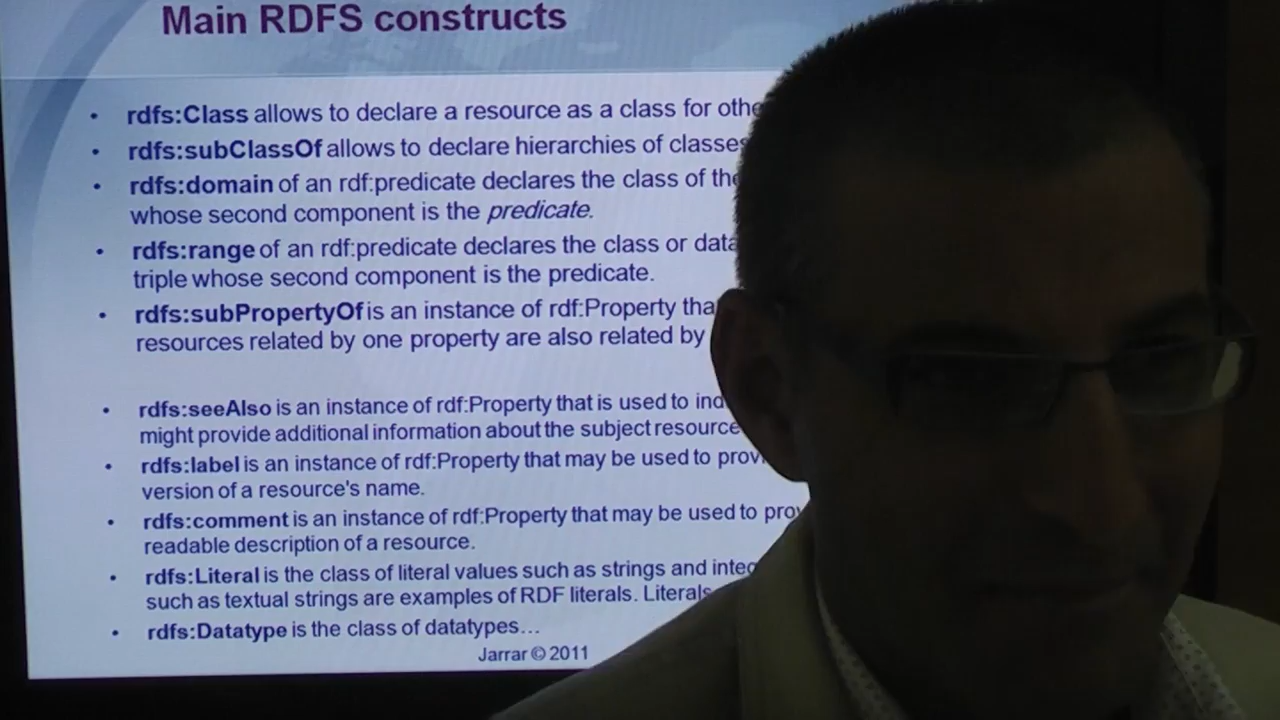 Main RDFS constructs
• rdfs:Class allows to declare a resource as a class for
• rdfs:subClassOf allows to declare hierarchies of classes
• rdfs:domain of an rdf:predicate declares the class of the
whose second component is the predicate.
• rdfs:range of an rdf:predicate declares the class or
triple whose second component is the predicate.
• rdfs:subPropertyOf is an instance of rdf:Property
resources related by one property are also related by
• rdfs:seeAlso is an instance of rdf:Property that is used to
might provide additional information about the subject resource
• rdfs:label is an instance of rdf:Property that may be used to
version of a resource's name.
• rdfs:comment is an instance of rdf:Property that may be used to
readable description of a resource.
• rdfs:Literal is the class of literal values such as strings and
such as textual strings are examples of RDF literals. Literals
• rdfs:Datatype is the class of datatypes...
Jarrar © 2011